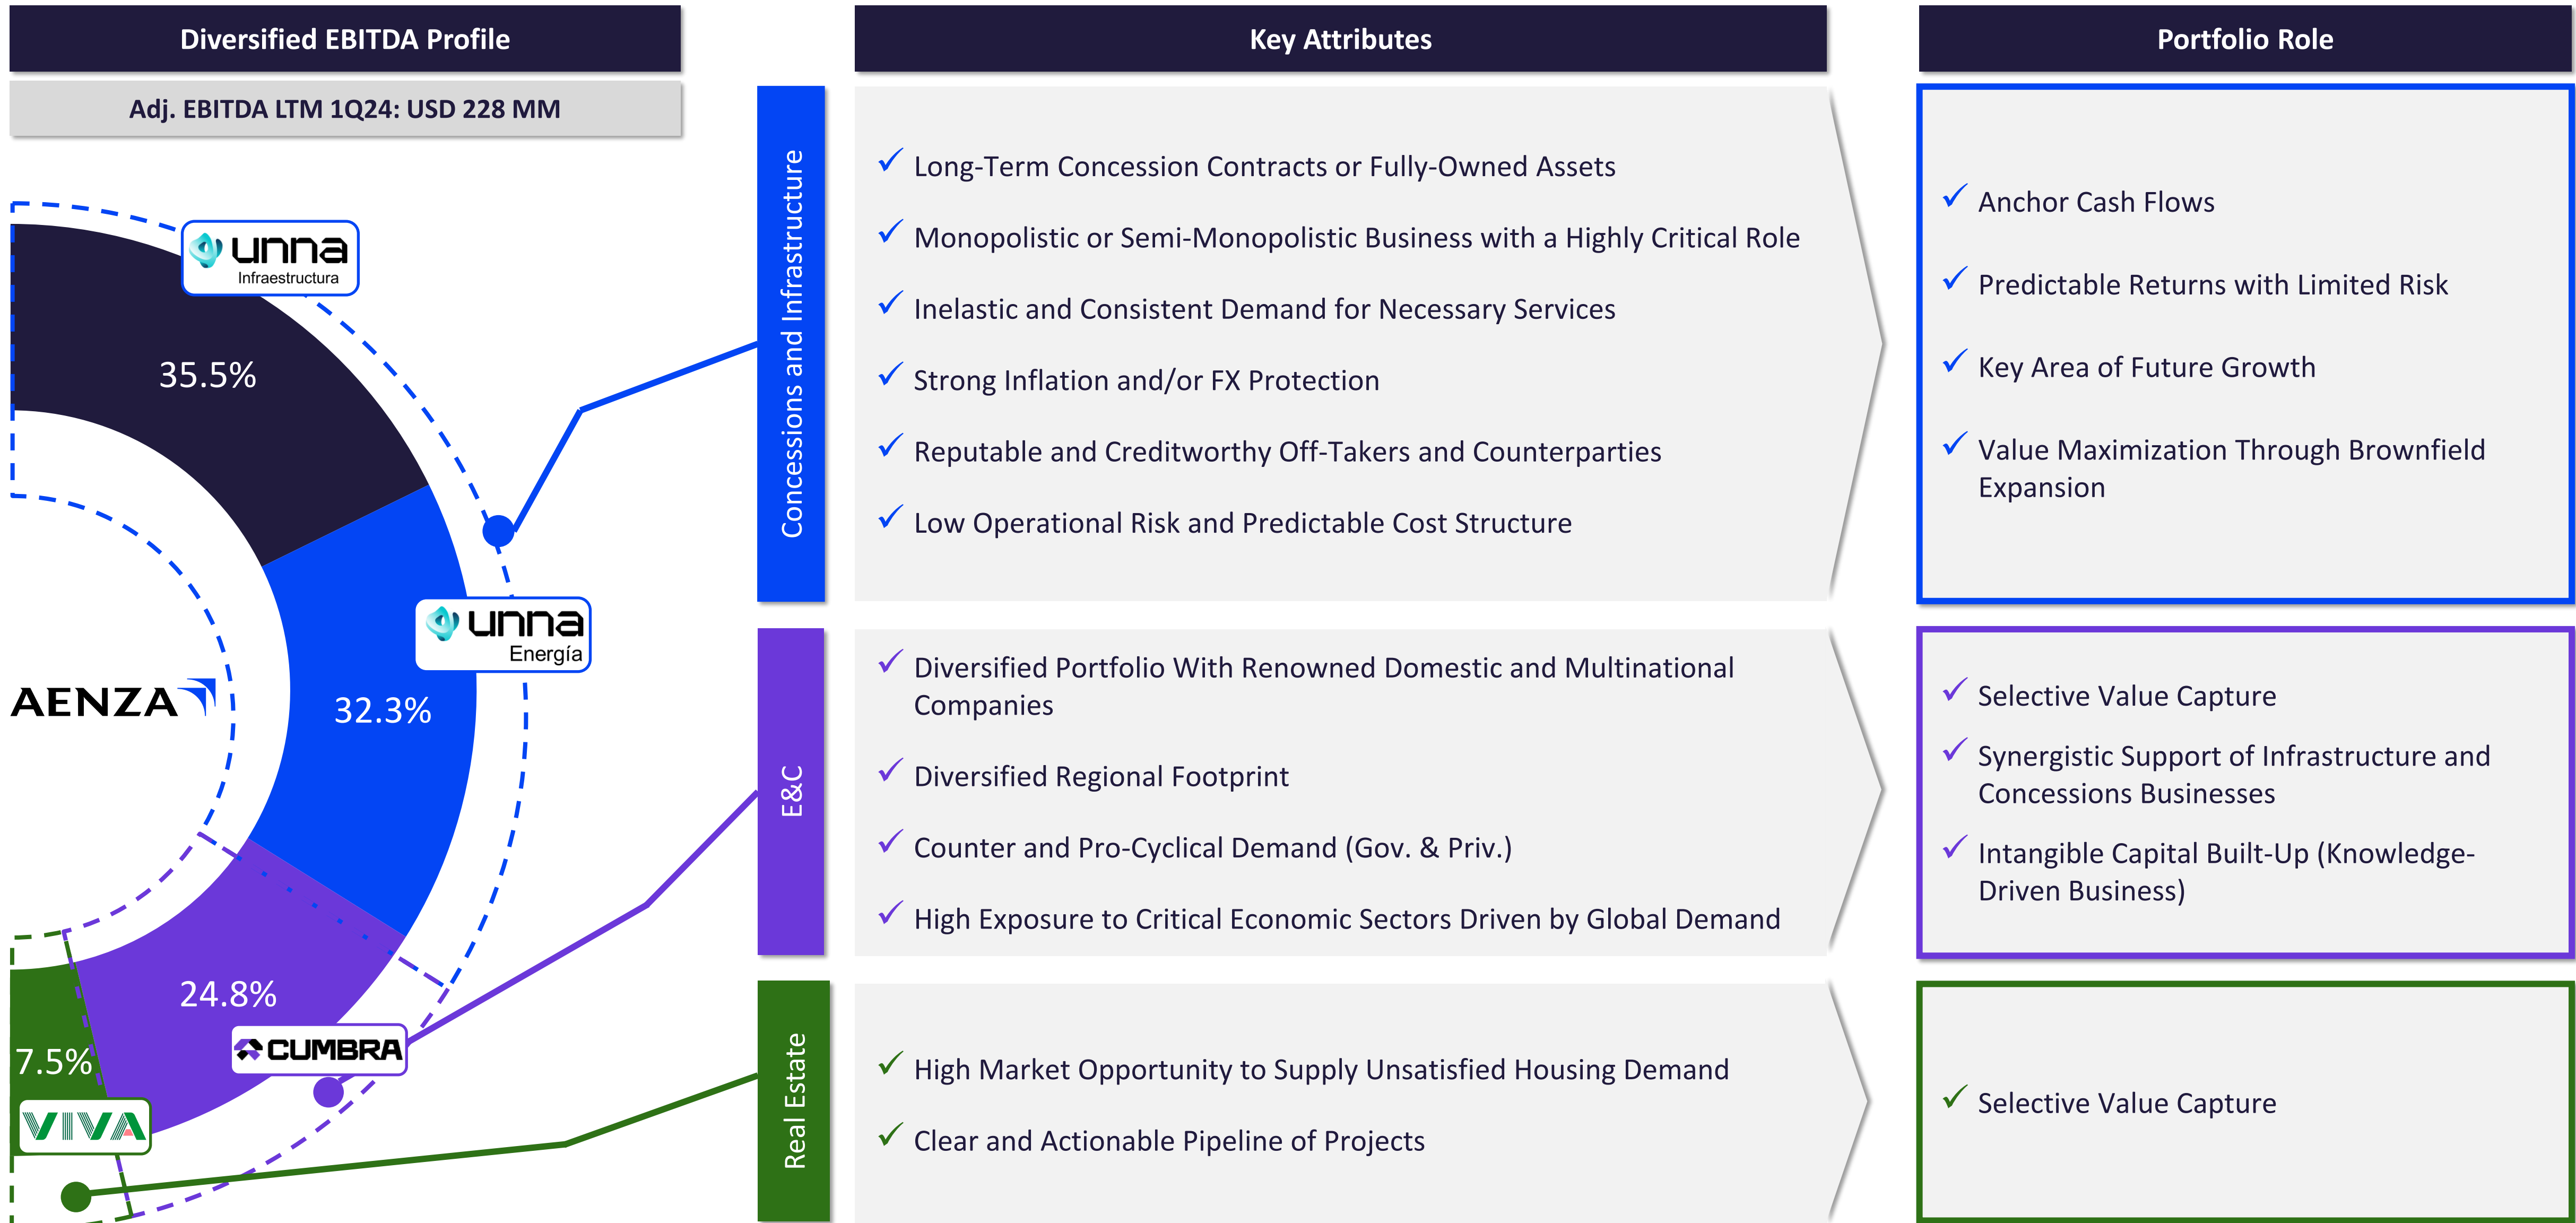 Diversified EBITDA Profile
Adj. EBITDA LTM 1Q24: USD 228 MM
unna
Infraestructura
35.5%
unna
Energía
32.3%
AENZA
24.8%
CUMBRA
7.5%
VIVA
Key Attributes
Concessions and Infrastructure
Long-Term Concession Contracts or Fully-Owned Assets
Monopolistic or Semi-Monopolistic Business with a Highly Critical Role
Inelastic and Consistent Demand for Necessary Services
Strong Inflation and/or FX Protection
Reputable and Creditworthy Off-Takers and Counterparties
Low Operational Risk and Predictable Cost Structure
E&C
Diversified Portfolio With Renowned Domestic and Multinational
Companies
Diversified Regional Footprint
Counter and Pro-Cyclical Demand (Gov. & Priv.)
High Exposure to Critical Economic Sectors Driven by Global Demand
Real Estate
High Market Opportunity to Supply Unsatisfied Housing Demand
Clear and Actionable Pipeline of Projects
Portfolio Role
Anchor Cash Flows
Predictable Returns with Limited Risk
Key Area of Future Growth
Value Maximization Through Brownfield
Expansion
Selective Value Capture
Synergistic Support of Infrastructure and
Concessions Businesses
Intangible Capital Built-Up (Knowledge-
Driven Business)
Selective Value Capture